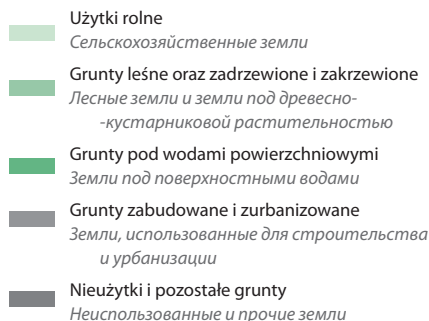 Użytki rolne
Сельскохозяйственные земли
Grunty leśne oraz zadrzewione i zakrzewione
Лесные земли и земли под древесно-
-кустарниковой растительностью
Grunty pod wodami powierzchniowymi
Земли под поверхностными водами
Grunty zabudowane i zurbanizowane
Земли, использованные для строительства
и урбанизации
Nieużytki i pozostałe grunty
Неиспользованные и прочие земли